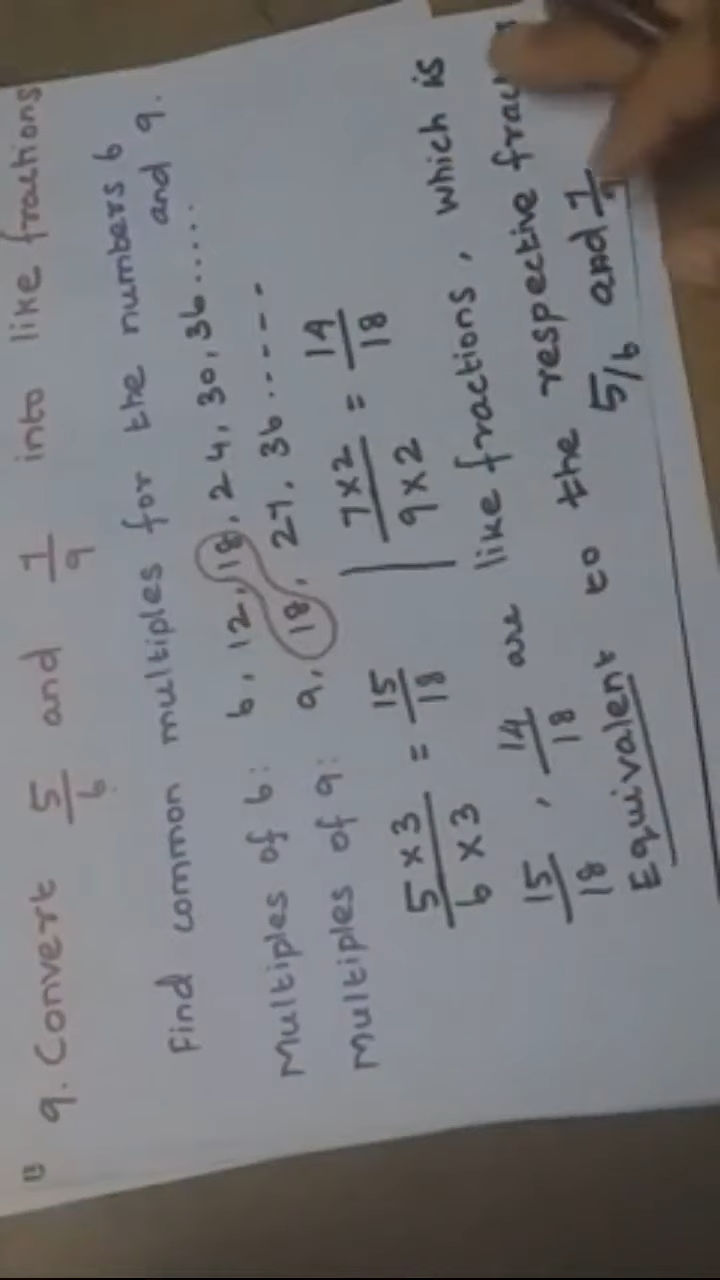 9. Convert 5/6 and 7/9 into like fractions
Find common multiples for the numbers 6
and 9.
Multiples of 6: 6, 12, 18, 24, 30, 36.....
Multiples of 9: 9, 18, 27, 36......
5 x 3 / 6 x 3 = 15/18 | 7 x 2 / 9 x 2 = 14/18
15/18 , 14/18 are like fractions, which is
Equivalent to the respective
5/6 and 7/9